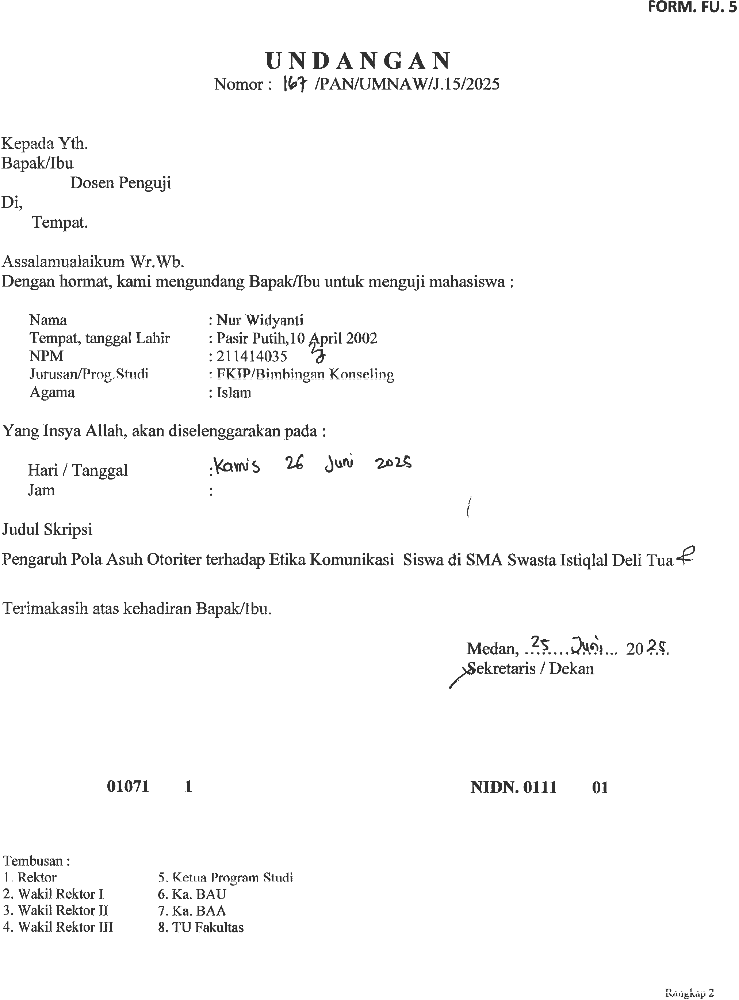 FORM. FU. 5
UNDANGAN
Nomor : 167 /PAN/UMNAW/J.15/2025
Kepada Yth.
Bapak/Ibu
Dosen Penguji
Di,
Tempat.
Assalamualaikum Wr.Wb.
Dengan hormat, kami mengundang Bapak/Ibu untuk menguji mahasiswa :
Nama : Nur Widyanti
Tempat, tanggal Lahir : Pasir Putih,10 April 2002
NPM : 211414035
Jurusan/Prog.Studi : FKIP/Bimbingan Konseling
Agama : Islam
Yang Insya Allah, akan diselenggarakan pada :
Hari / Tanggal : Kamis 26 Juni 2025
Jam :
Judul Skripsi
Pengaruh Pola Asuh Otoriter terhadap Etika Komunikasi Siswa di SMA Swasta Istiqlal Deli Tua
Terimakasih atas kehadiran Bapak/Ibu.
Medan, 25 Juni 2025.
Sekretaris / Dekan
01071 1 NIDN. 0111 01
Tembusan :
1. Rektor 5. Ketua Program Studi
2. Wakil Rektor I 6. Ka. BAU
3. Wakil Rektor II 7. Ka. BAA
4. Wakil Rektor III 8. TU Fakultas
Rangkap 2